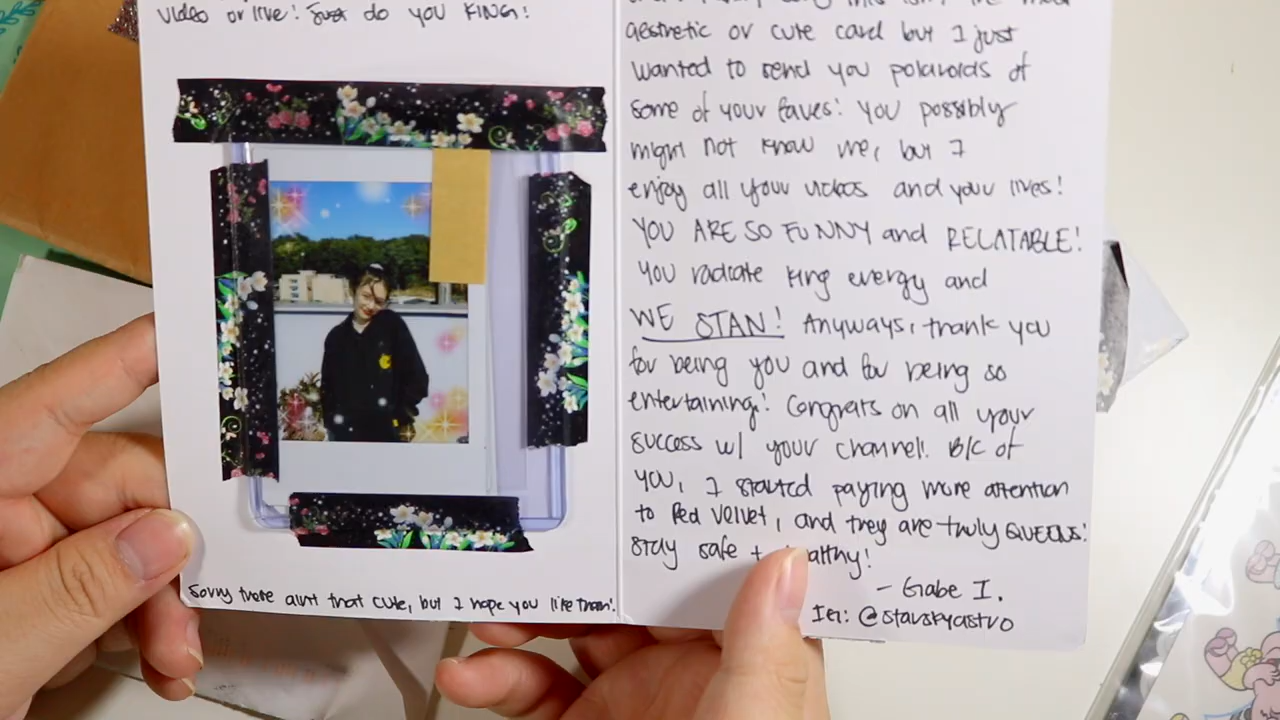 video or live! Just do you KING!
Sorry these aint that cute, but I hope you like them!
aesthetic or cute card but I just
wanted to send you polaroids of
some of your faves! You possibly
might not know me, but I
enjoy all your videos and your lives!
YOU ARE SO FUNNY and RELATABLE!
You radiate king energy and
WE STAN! Anyways, thank you
for being you and for being so
entertaining! Congrats on all your
success w/ your channel! B/c of
you, I started paying more attention
to Red Velvet, and they are truly QUEENS!
Stay safe + healthy!
- Gabe I.
IG: @starskyastro